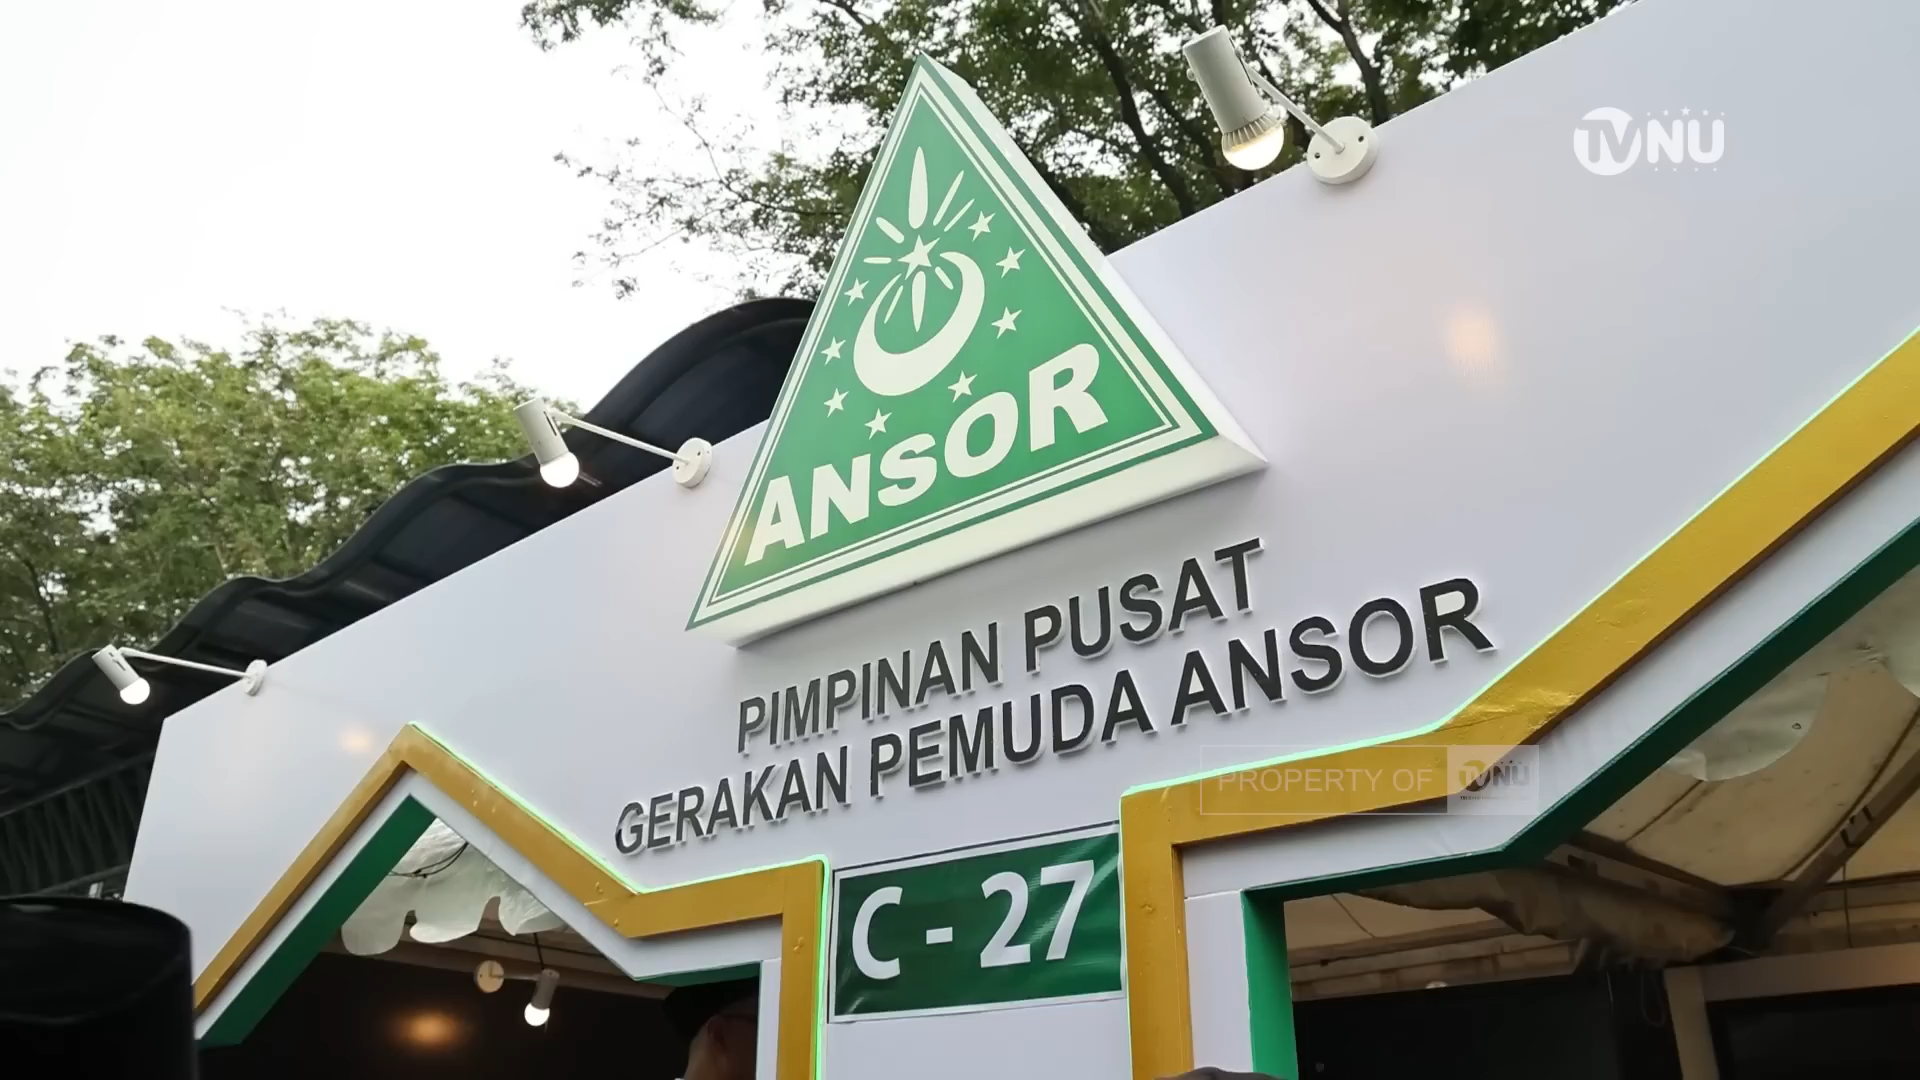 TVNU
ANSOR
PIMPINAN PUSAT
GERAKAN PEMUDA ANSOR
PROPERTY OF TVNU
C - 27